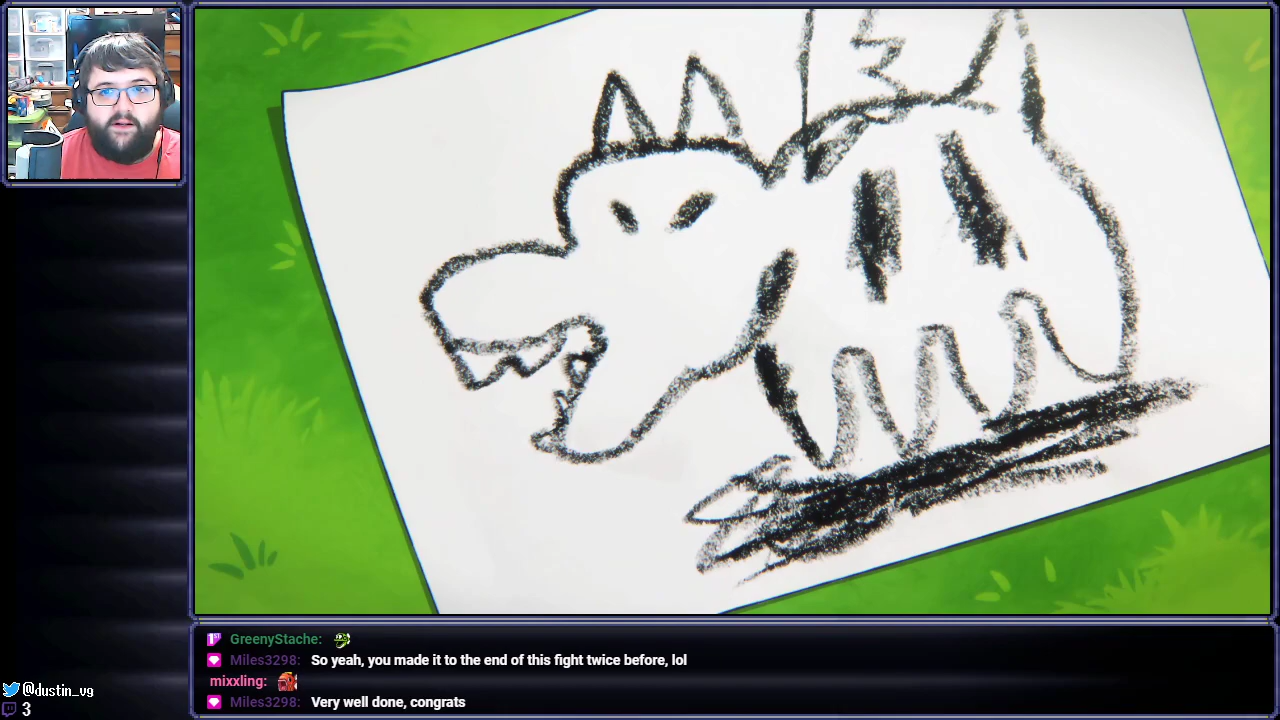 GreenyStache:
Miles3298: So yeah, you made it to the end of this fight twice before, lol
mixxling:
Miles3298: Very well done, congrats
@dustin_vg
3